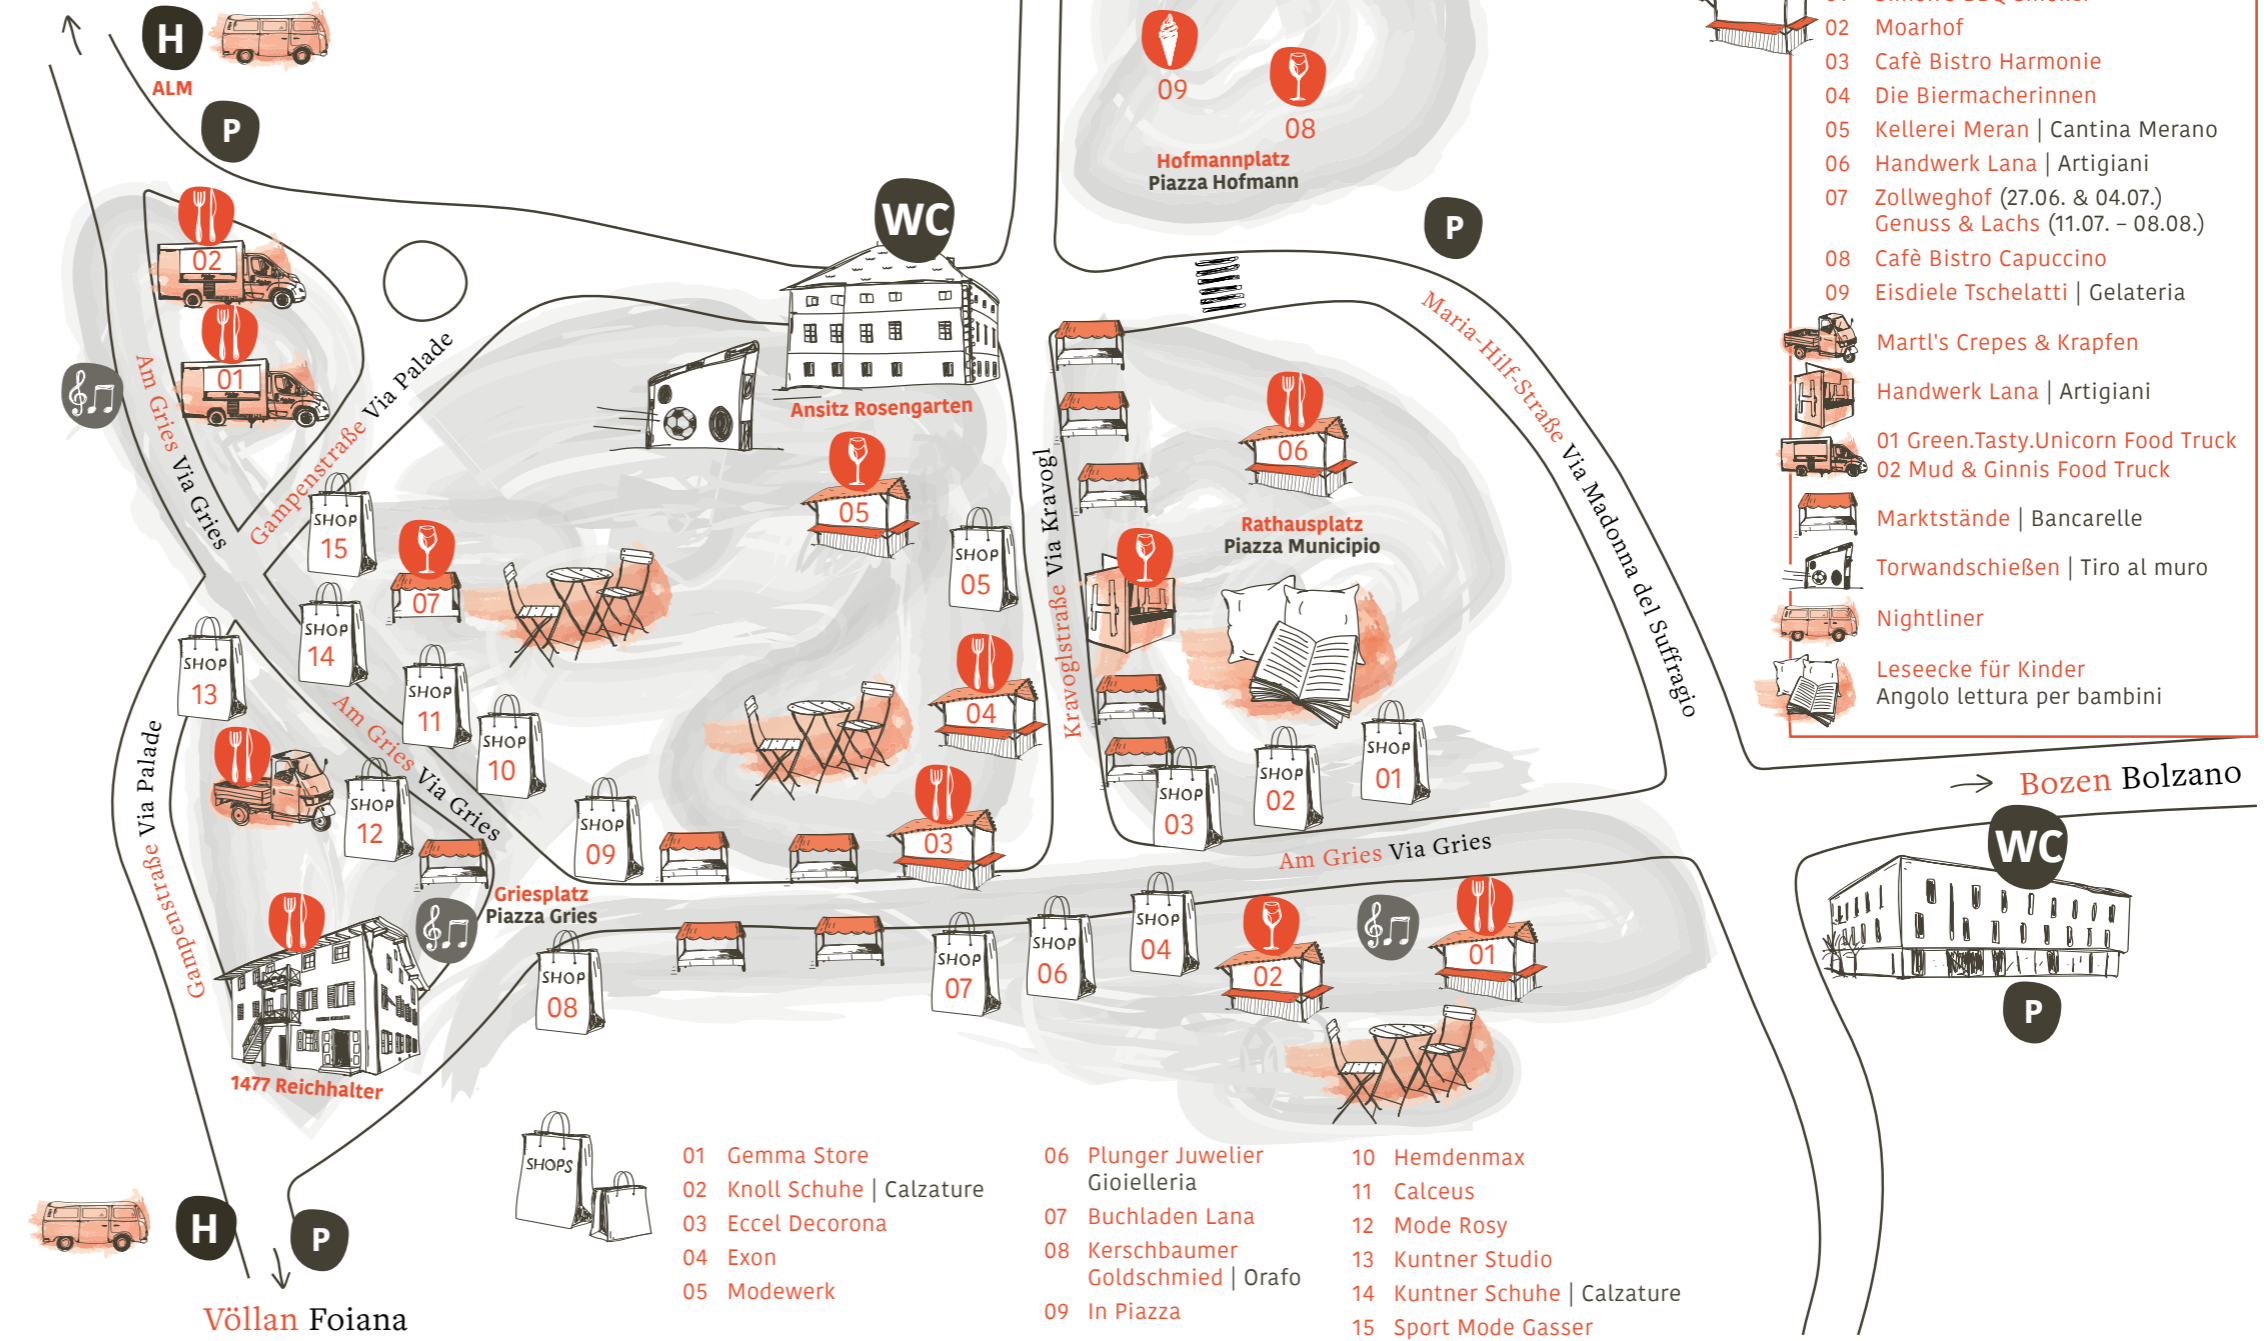 H
ALM
P
09
08
Hofmannplatz
Piazza Hofmann
WC
P
02
01
Am Gries Via Gries
Gampenstraße Via Palade
Ansitz Rosengarten
05
06
Rathausplatz
Piazza Municipio
Maria-Hilf-Straße Via Madonna del Suffragio
Kravoglstraße Via Kravogl
SHOP
15
07
SHOP
05
SHOP
14
SHOP
13
SHOP
11
SHOP
10
04
Am Gries Via Gries
Gampenstraße Via Palade
SHOP
12
SHOP
09
03
SHOP
03
SHOP
02
SHOP
01
Am Gries Via Gries
Griesplatz
Piazza Gries
SHOP
08
SHOP
07
SHOP
06
SHOP
04
02
01
1477 Reichhalter
Bozen Bolzano
WC
P
H
P
Völlan Foiana
02 Moarhof
03 Cafè Bistro Harmonie
04 Die Biermacherinnen
05 Kellerei Meran | Cantina Merano
06 Handwerk Lana | Artigiani
07 Zollweghof (27.06. & 04.07.)
Genuss & Lachs (11.07. – 08.08.)
08 Cafè Bistro Capuccino
09 Eisdiele Tschelatti | Gelateria
Martl's Crepes & Krapfen
Handwerk Lana | Artigiani
01 Green.Tasty.Unicorn Food Truck
02 Mud & Ginnis Food Truck
Marktstände | Bancarelle
Torwandschießen | Tiro al muro
Nightliner
Leseecke für Kinder
Angolo lettura per bambini
SHOPS
01 Gemma Store
02 Knoll Schuhe | Calzature
03 Eccel Decorona
04 Exon
05 Modewerk
06 Plunger Juwelier
Gioielleria
07 Buchladen Lana
08 Kerschbaumer
Goldschmied | Orafo
09 In Piazza
10 Hemdenmax
11 Calceus
12 Mode Rosy
13 Kuntner Studio
14 Kuntner Schuhe | Calzature
15 Sport Mode Gasser